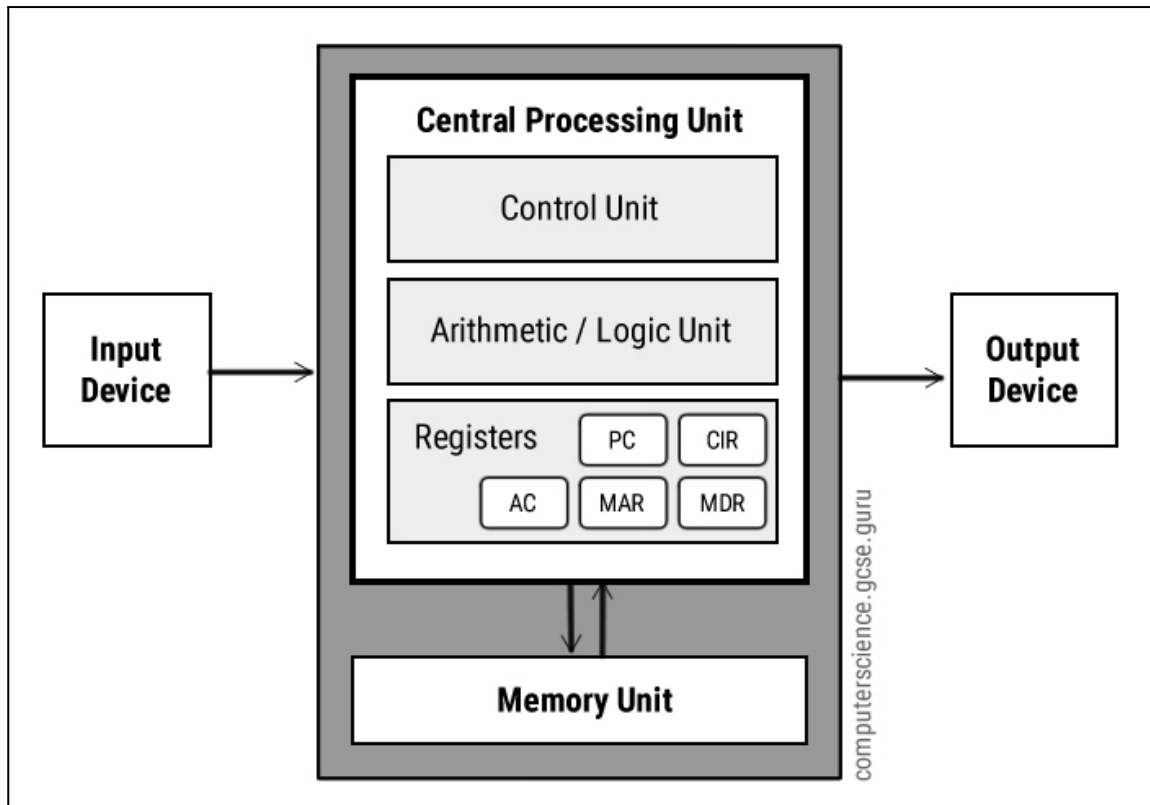 Central Processing Unit
Control Unit
Arithmetic / Logic Unit
Registers
PC
CIR
AC
MAR
MDR
Input
Device
Output
Device
Memory Unit
computerscience.gcse.guru